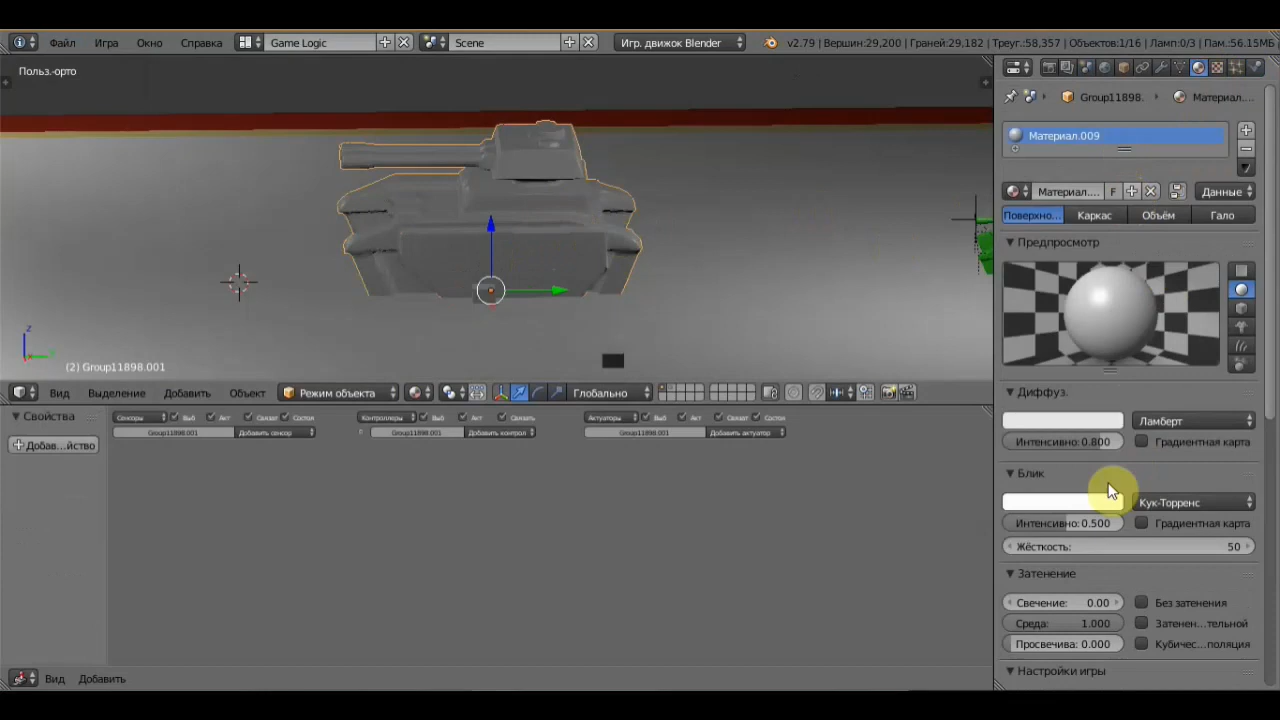 Файл Игра Окно Справка Game Logic Scene Игр. движок Blender v2.79 | Вершин:29,200 | Граней:29,182 | Треуг.:58,357 | Объектов:1/16 | Ламп:0/3 | Пам.:56.15МБ
Польз.-орто
Group11898. Материал....
Материал.009
Материал.... F Данные
Поверхно... Каркас Объём Гало
Предпросмотр
z
(2) Group11898.001
Вид Выделение Добавить Объект Режим объекта Глобально
Диффуз.
Ламберт
Интенсивно: 0.800 Градиентная карта
Блик
Кук-Торренс
Интенсивно: 0.500 Градиентная карта
Жёсткость: 50
Затенение
Свечение: 0.00 Без затенения
Среда: 1.000 Затенен...тельной
Просвечива: 0.000 Кубичес...поляция
Настройки игры
Свойства
Добав...йство
Сенсоры Выб Акт Связат Состоя Контроллеры Выб Акт Связать Актуаторы Выб Акт Связат Состоя
Group11898.001 Добавить сенсор Group11898.001 Добавить контрол Group11898.001 Добавить актуатор
Вид Добавить